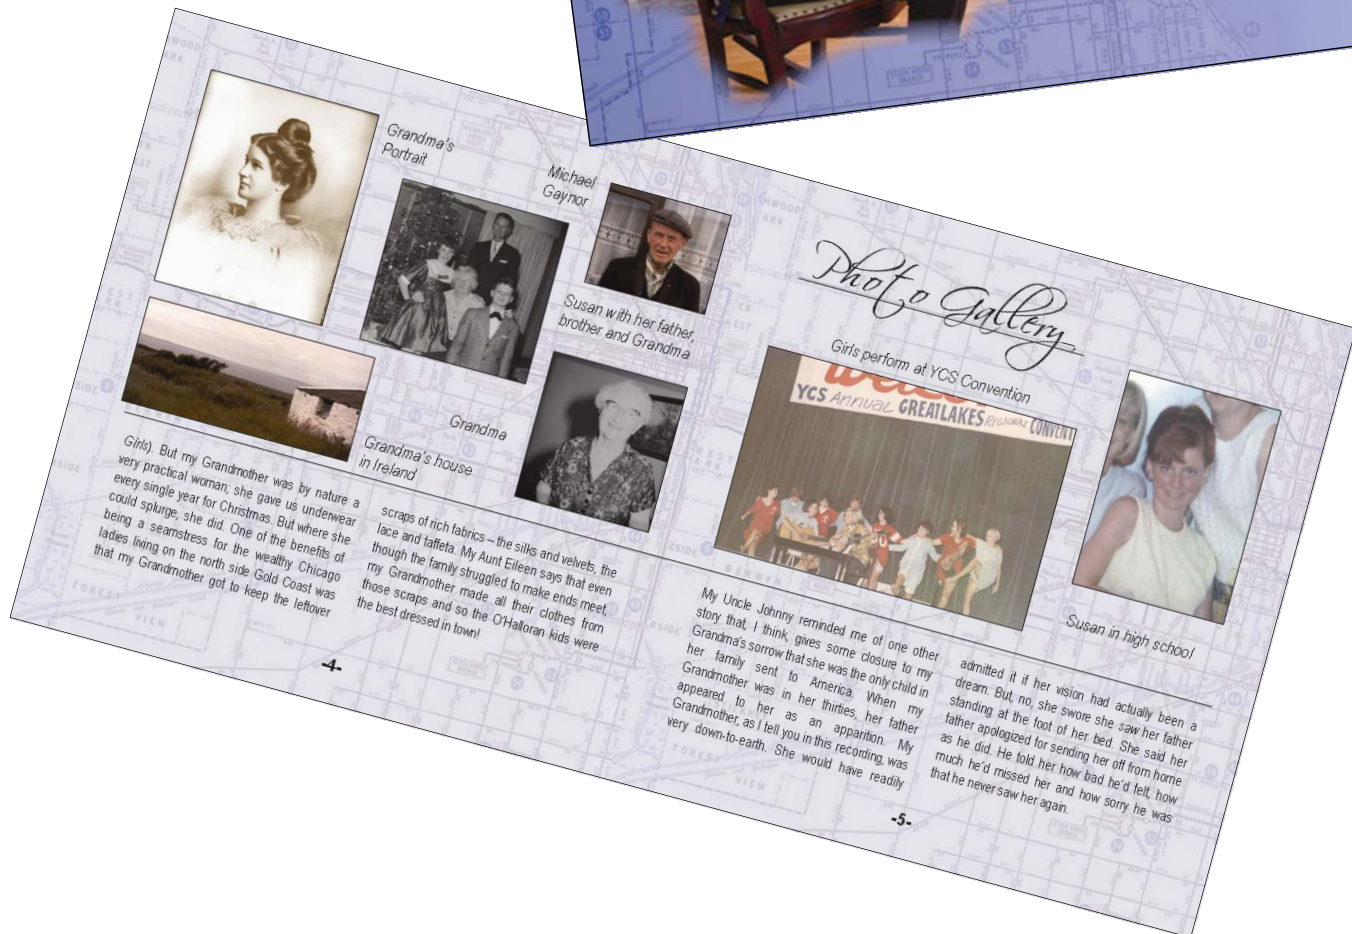 Grandma's
Portrait
Michael
Gaynor
Susan with her father,
brother and Grandma
Grandma
Grandma's house
in Ireland
Girls). But my Grandmother was by nature a
very practical woman; she gave us underwear
every single year for Christmas. But where she
could splurge, she did. One of the benefits of
being a seamstress for the wealthy Chicago
ladies living on the north side Gold Coast was
that my Grandmother got to keep the leftover
scraps of rich fabrics – the silks and velvets, the
lace and taffeta. My Aunt Eileen says that even
though the family struggled to make ends meet,
my Grandmother made all their clothes from
those scraps and so the O'Halloran kids were
the best dressed in town!
-4-
Photo Gallery
Girls perform at YCS Convention
YCS Annual GREAT LAKES REGIONAL CONVENT
Susan in high school
My Uncle Johnny reminded me of one other
story that, I think, gives some closure to my
Grandma's sorrow that she was the only child in
her family sent to America. When my
Grandmother was in her thirties, her father
appeared to her as an apparition. My
Grandmother, as I tell you in this recording, was
very down-to-earth. She would have readily
admitted it if her vision had actually been a
dream. But, no, she swore she saw her father
standing at the foot of her bed. She said her
father apologized for sending her off from home
as he did. He told her how bad he'd felt, how
much he'd missed her and how sorry he was
that he never saw her again.
-5-
BERWYN
FOREST
VIEW
FOREST
VIEW